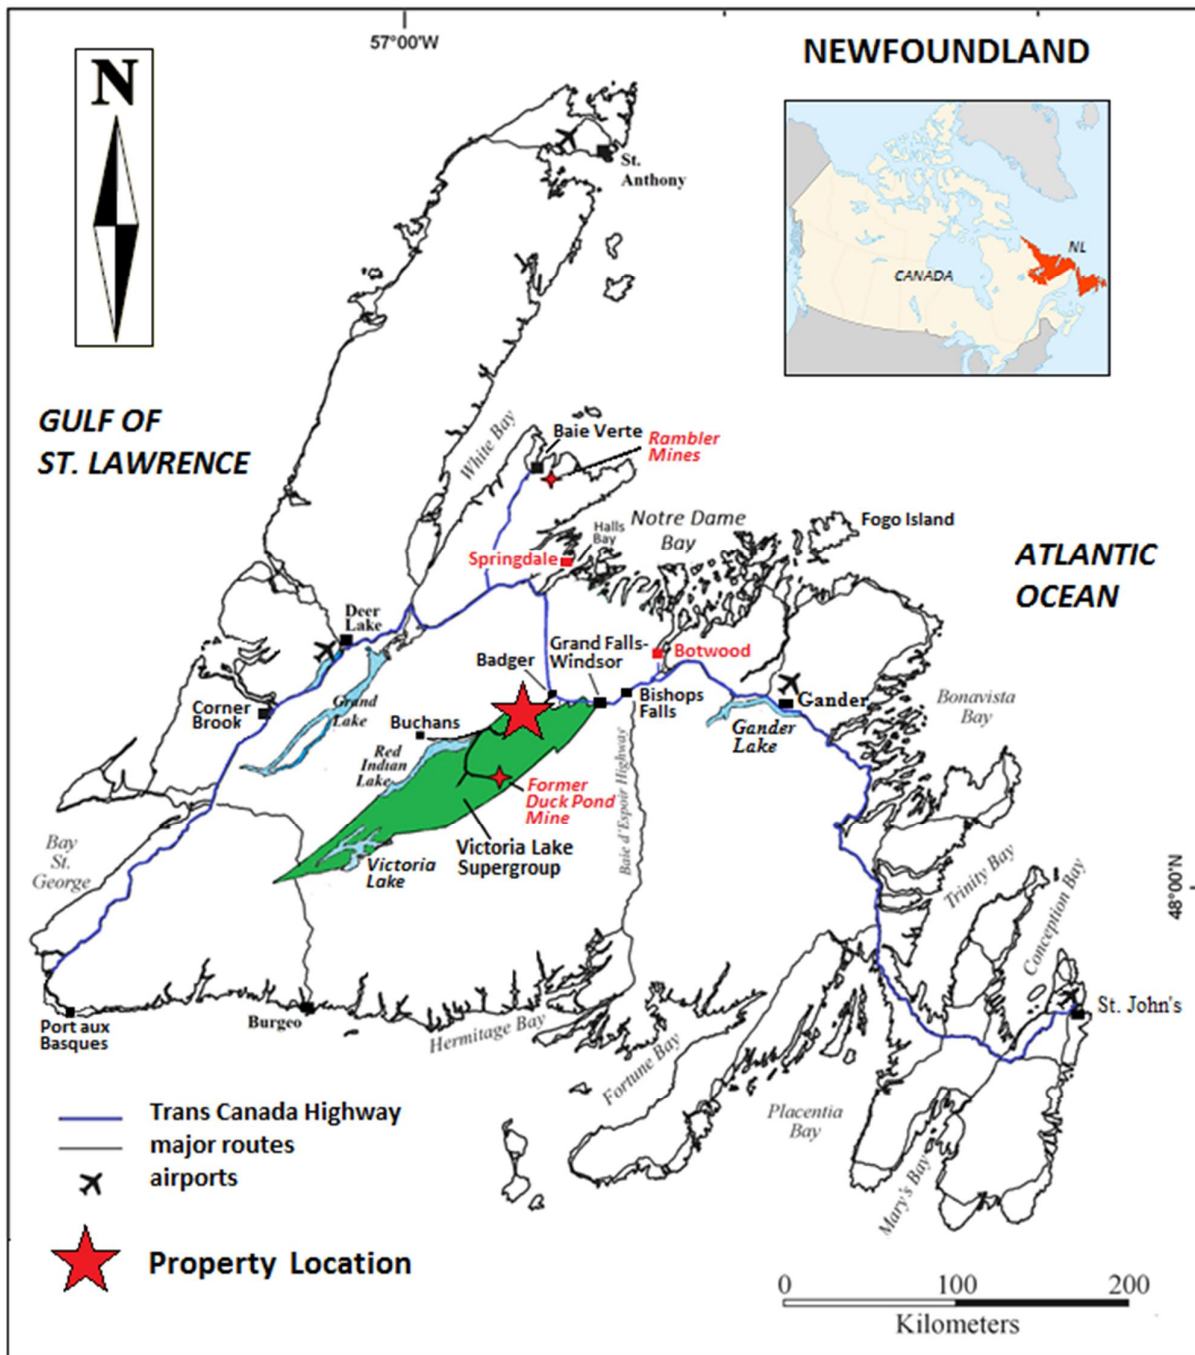 57°00'W
NEWFOUNDLAND
N
St.
Anthony
NL
CANADA
GULF OF
ST. LAWRENCE
White Bay
Baie Verte
Rambler
Mines
Notre Dame
Bay
Halls
Bay
Fogo Island
Springdale
ATLANTIC
OCEAN
Deer
Lake
Grand Falls-
Windsor
Botwood
Badger
Bishops
Falls
Gander
Bonavista
Bay
Corner
Brook
Grand
Lake
Buchans
Gander
Lake
Red
Indian
Lake
Former
Duck Pond
Mine
Baie d'Espoir Highway
Bay
St.
George
Victoria Lake
Supergroup
Victoria
Lake
Trinity Bay
Conception Bay
48°00'N
St. John's
Port aux
Basques
Burgeo
Hermitage Bay
Fortune Bay
Placentia
Bay
Mary's Bay
Trans Canada Highway
major routes
airports
Property Location
0 100 200
Kilometers